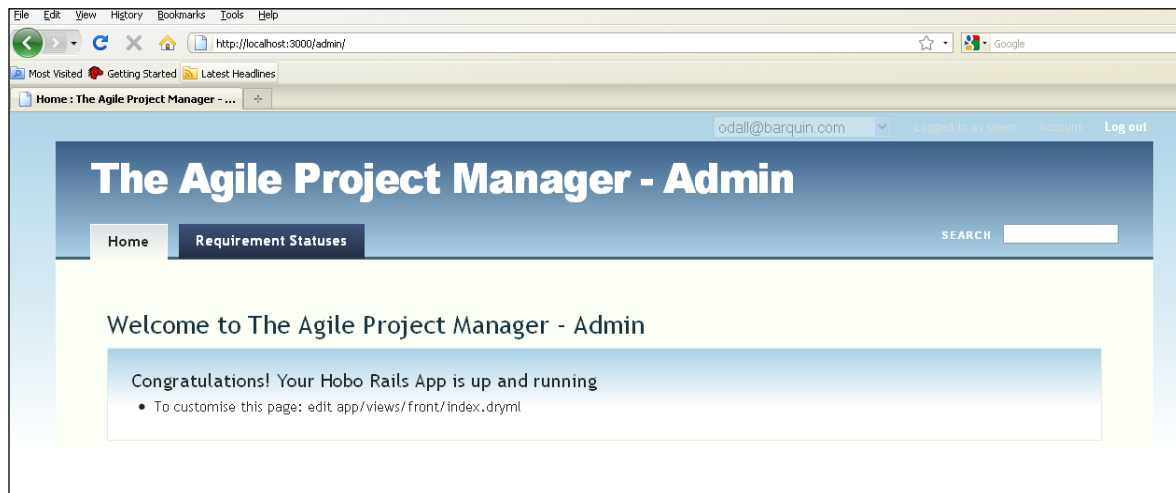 File Edit View History Bookmarks Tools Help
http://localhost:3000/admin/ Google
Most Visited Getting Started Latest Headlines
Home : The Agile Project Manager - ...
odall@barquin.com Logged in as Owen Account Log out
The Agile Project Manager - Admin
Home Requirement Statuses SEARCH
Welcome to The Agile Project Manager - Admin
Congratulations! Your Hobo Rails App is up and running
• To customise this page: edit app/views/front/index.dryml